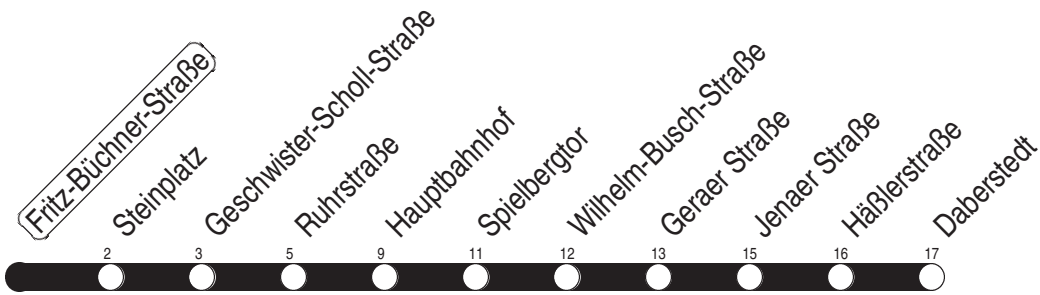 Fritz-Büchner-Straße
Steinplatz
Geschwister-Scholl-Straße
Ruhrstraße
Hauptbahnhof
Spielbergtor
Wilhelm-Busch-Straße
Geraer Straße
Jenaer Straße
Häßlerstraße
Daberstedt
2 3 5 9 11 12 13 15 16 17